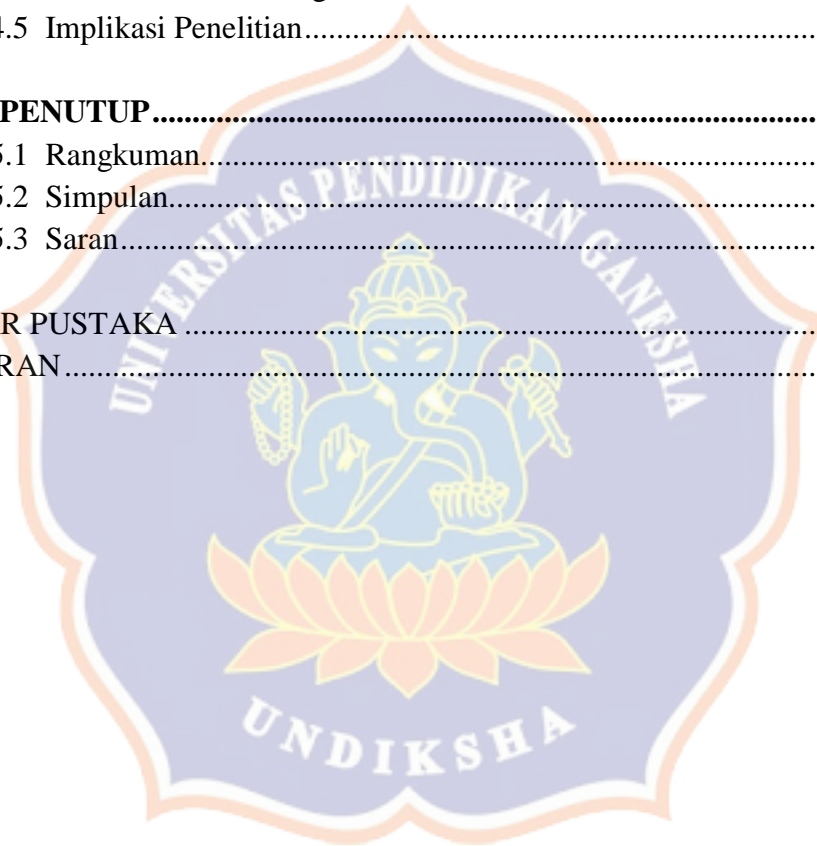 4.5 Implikasi Penelitian
PENUTUP
5.1 Rangkuman
5.2 Simpulan
5.3 Saran
R PUSTAKA
RAN
UNIVERSITAS PENDIDIKAN GANESHA
UNDIKSHA